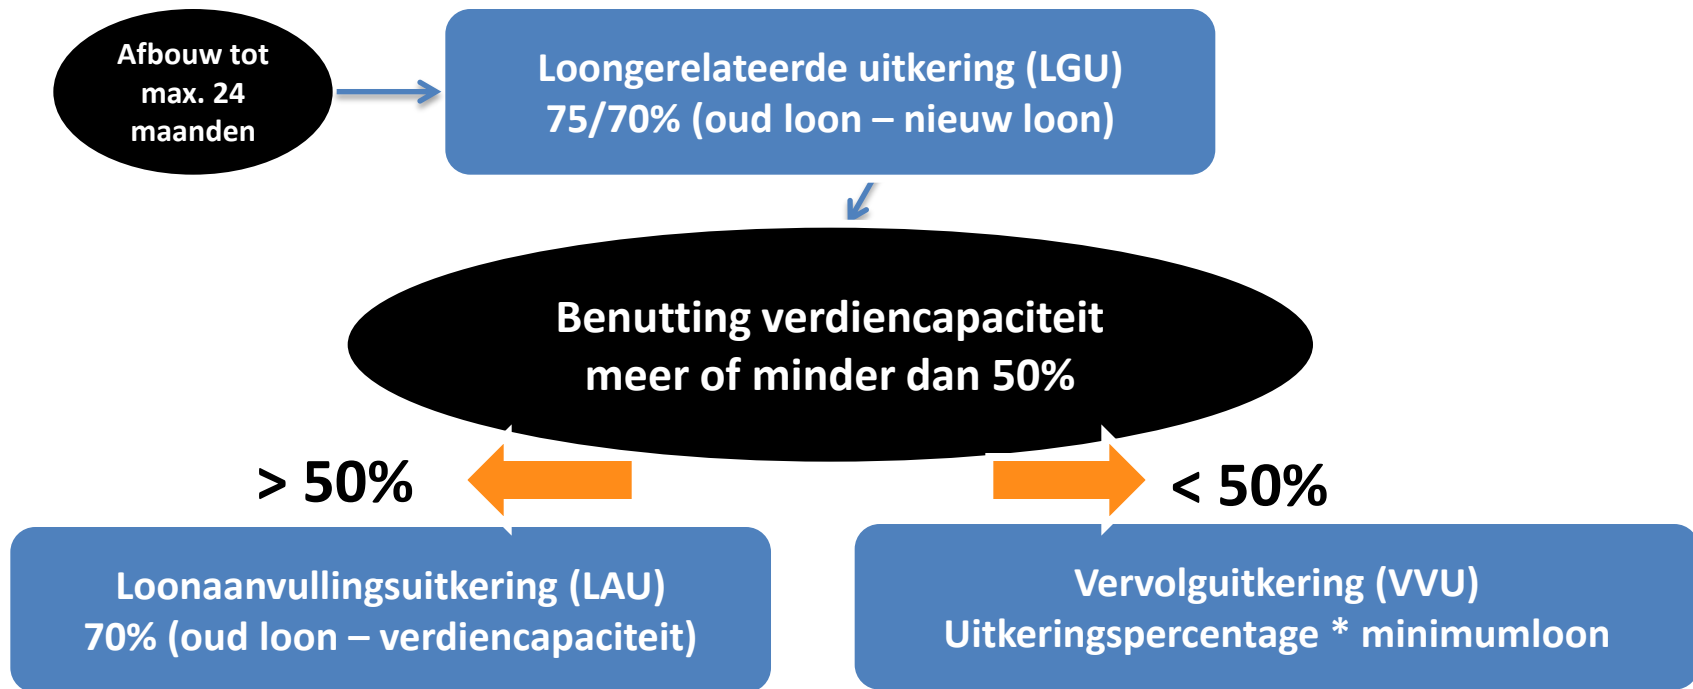 Afbouw tot
max. 24
maanden
Loongerelateerde uitkering (LGU)
75/70% (oud loon – nieuw loon)
Benutting verdiencapaciteit
meer of minder dan 50%
> 50%
< 50%
Loonaanvullingsuitkering (LAU)
70% (oud loon – verdiencapaciteit)
Vervolguitkering (VVU)
Uitkeringspercentage * minimumloon